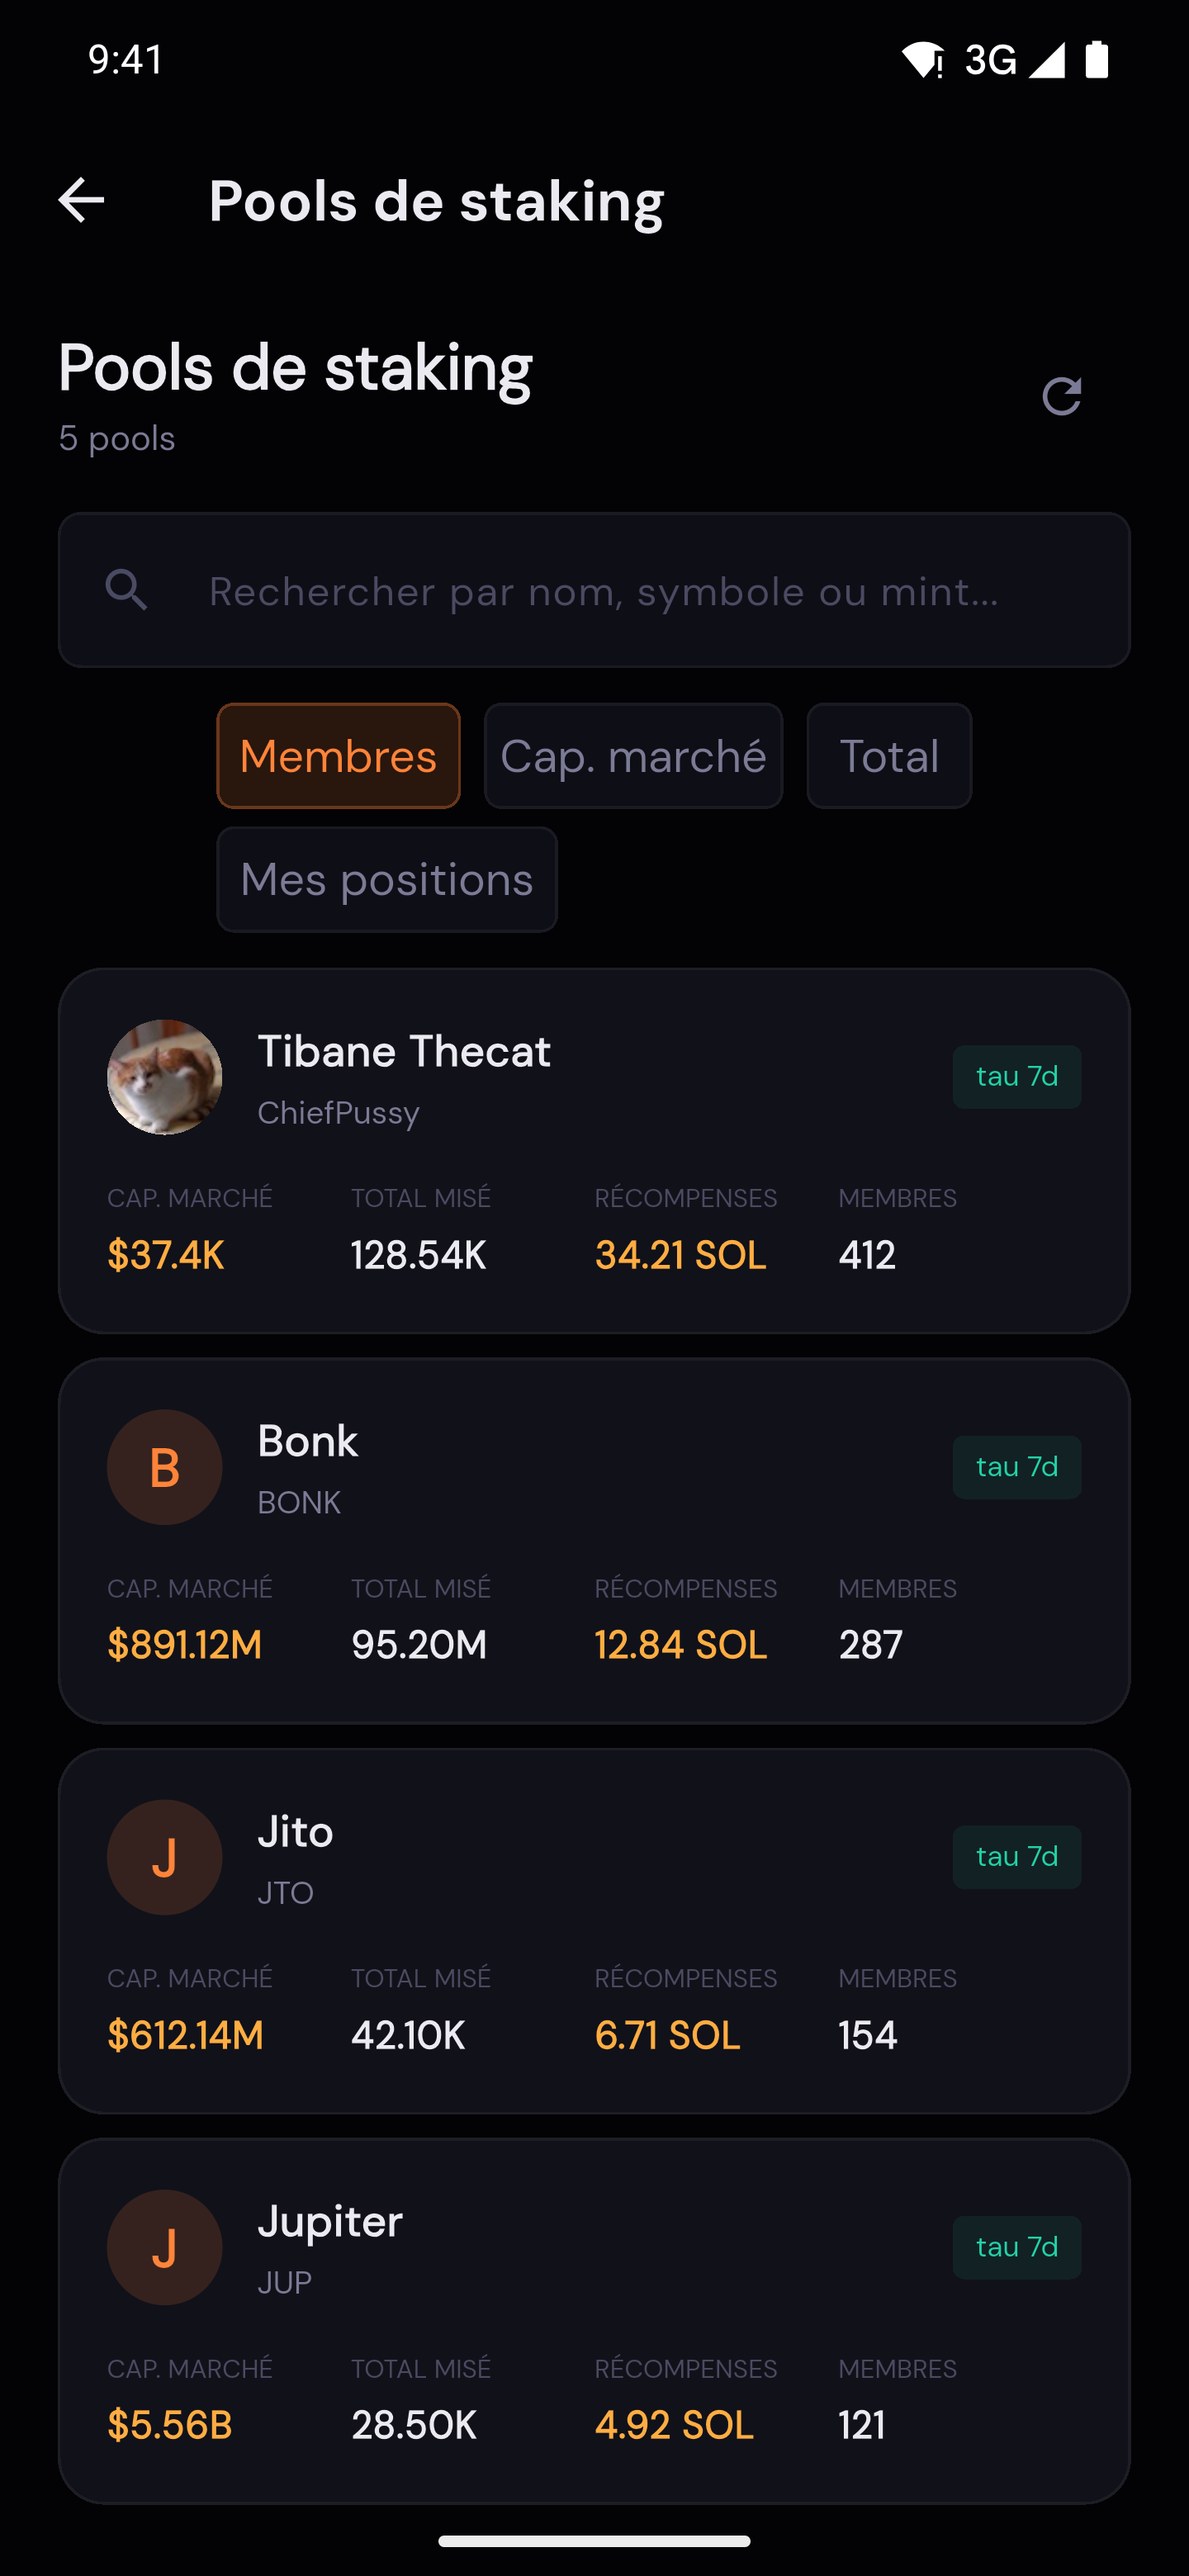 9:41
3G
Pools de staking
Pools de staking
5 pools
Rechercher par nom, symbole ou mint...
Membres
Cap. marché
Total
Mes positions
Tibane Thecat
ChiefPussy
tau 7d
CAP. MARCHÉ TOTAL MISÉ RÉCOMPENSES MEMBRES
$37.4K 128.54K 34.21 SOL 412
B
Bonk
BONK
tau 7d
CAP. MARCHÉ TOTAL MISÉ RÉCOMPENSES MEMBRES
$891.12M 95.20M 12.84 SOL 287
J
Jito
JTO
tau 7d
CAP. MARCHÉ TOTAL MISÉ RÉCOMPENSES MEMBRES
$612.14M 42.10K 6.71 SOL 154
J
Jupiter
JUP
tau 7d
CAP. MARCHÉ TOTAL MISÉ RÉCOMPENSES MEMBRES
$5.56B 28.50K 4.92 SOL 121